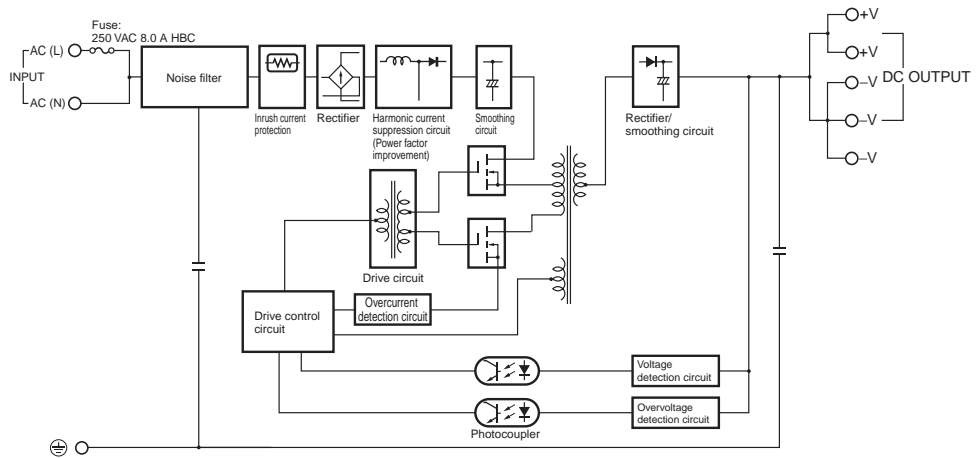 Fuse:
250 VAC 8.0 A HBC
AC (L)
INPUT
AC (N)
Noise filter
Inrush current
protection
Rectifier
Harmonic current
suppression circuit
(Power factor
improvement)
Smoothing
circuit
Rectifier/
smoothing circuit
+V
+V
–V
–V
–V
DC OUTPUT
Drive circuit
Drive control
circuit
Overcurrent
detection circuit
Voltage
detection circuit
Overvoltage
detection circuit
Photocoupler